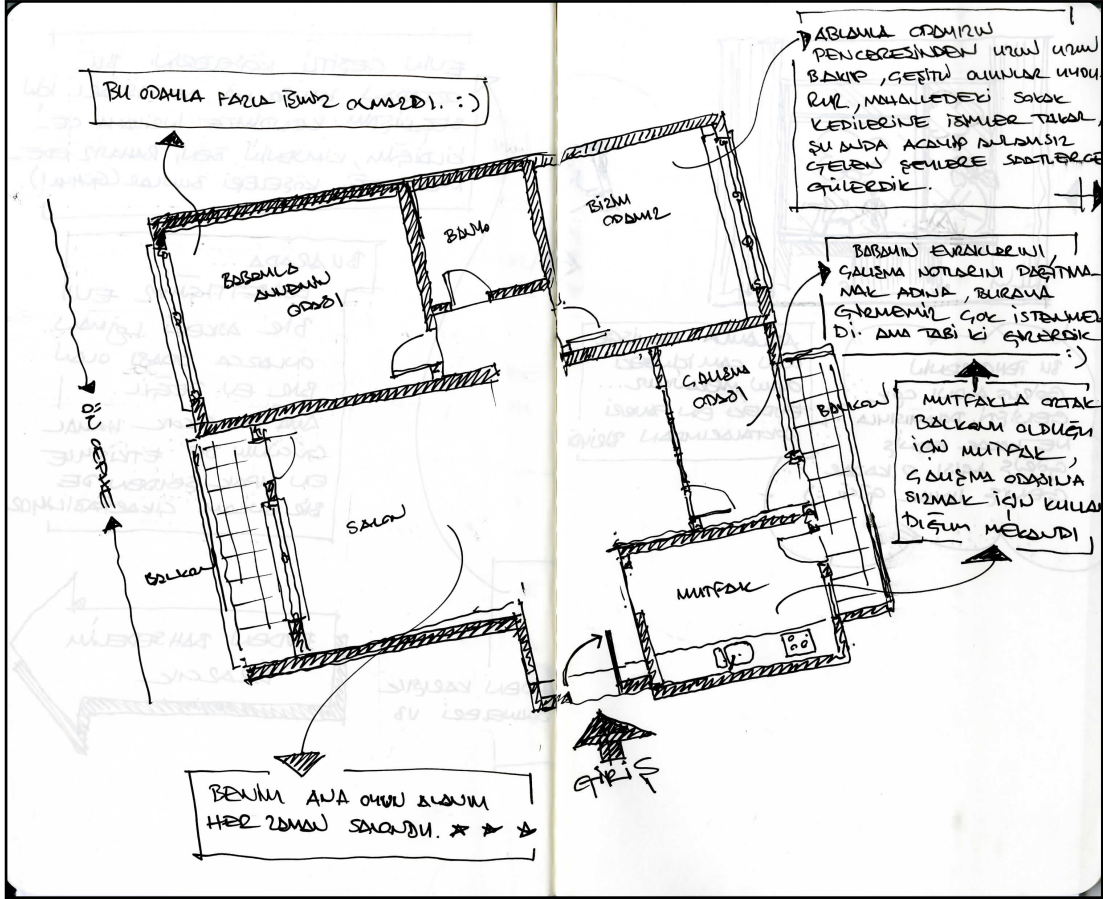 BU ODAYLA FAZLA İŞİMİZ OLMAZDI. :)
ABLAMLA ODAMIZIN
PENCERESİNDEN UZUN UZUN
BAKIP, ÇEŞİTLİ OYUNLAR UYDU
RUR, MAHALLEDEKİ SOKAK
KEDİLERİNE İSİMLER TAKAR,
ŞU ANDA ACAYİP ANLAMSIZ
GELEN ŞEYLERE SAATLERCE
GÜLERDİK.
BABAMIN EVRAKLARINI,
ÇALIŞMA NOTLARINI DAĞITMA-
MAK ADINA, BURAYA
GİRMEMİZ ÇOK İSTENMEZ
Dİ. AMA TABİ Kİ GİRERDİK
:)
MUTFAKLA ORTAK
BALKONU OLDUĞU
İÇİN MUTFAK,
ÇALIŞMA ODASINA
SIZMAK İÇİN KULLAN
DIĞIM MEKANDI
BİZİM
ODAMIZ
BANYO
BABAMLA
ANNEMİN
ODASI
ÇALIŞMA
ODASI
BALKON
ÖN CEPHE
SALON
BALKON
MUTFAK
GİRİŞ
BENİM ANA OYUN ALANIM
HER ZAMAN SALONDU. ★ ★ ★